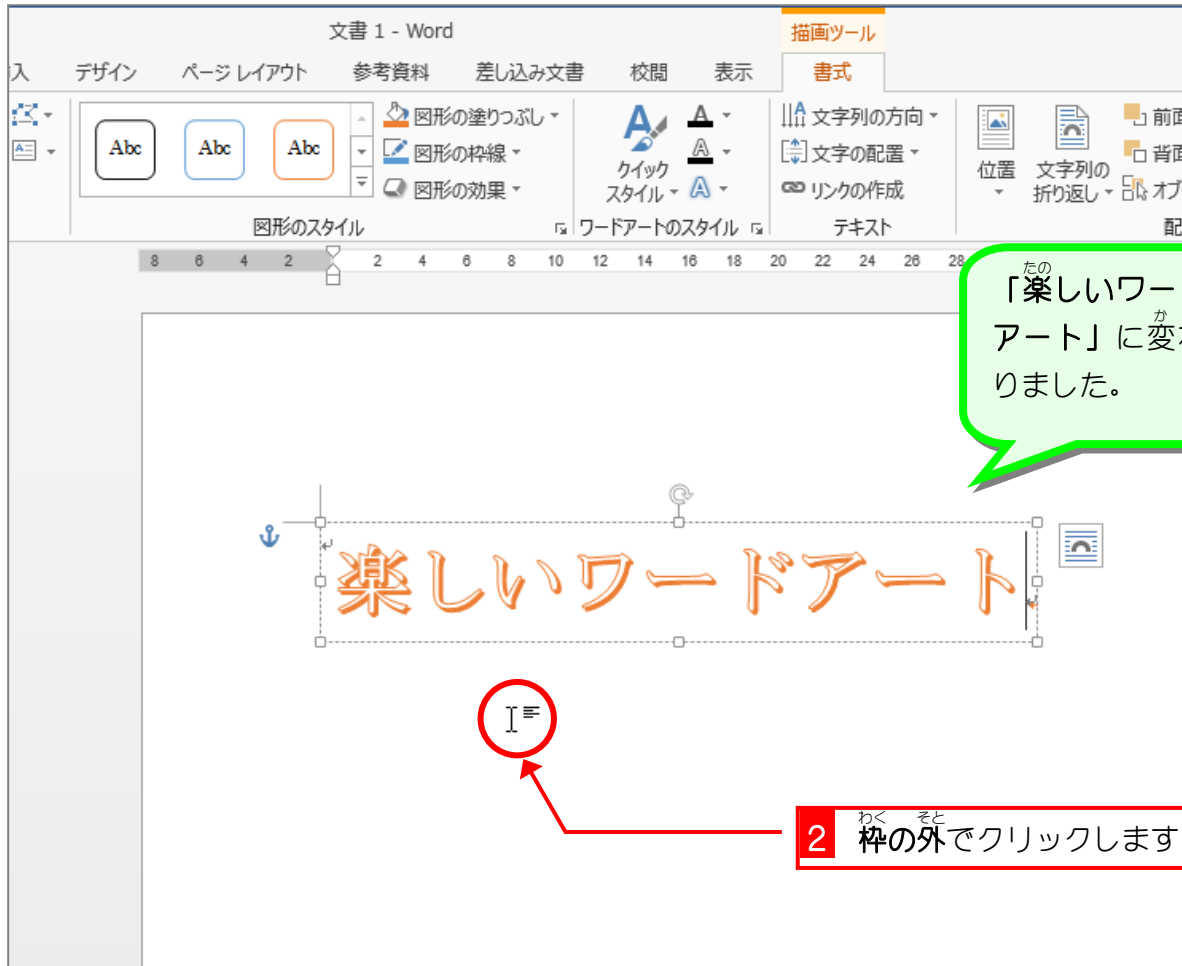 文書 1 - Word
描画ツール
デザイン ページ レイアウト 参考資料 差し込み文書 校閲 表示 書式
Abc Abc Abc
図形の塗りつぶし
図形の枠線
図形の効果
図形のスタイル
クイック
スタイル
ワードアートのスタイル
文字列の方向
文字の配置
リンクの作成
テキスト
位置
文字列の
折り返し
前面
背面
オブ
配
8 6 4 2 2 4 6 8 10 12 14 16 18 20 22 24 26 28
たの
「楽しいワー
か
アート」に変わ
りました。
楽しいワードアート
わく そと
2 枠の外でクリックします